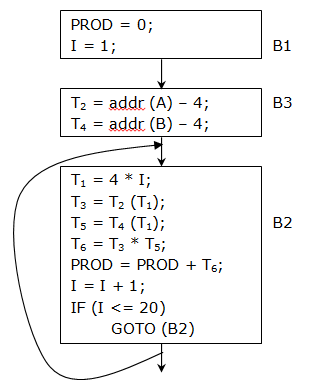 PROD = 0;
I = 1;
B1
T₂ = addr (A) – 4;
T₄ = addr (B) – 4;
B3
T₁ = 4 * I;
T₃ = T₂ (T₁);
T₅ = T₄ (T₁);
T₆ = T₃ * T₅;
PROD = PROD + T₆;
I = I + 1;
IF (I <= 20)
GOTO (B2)
B2